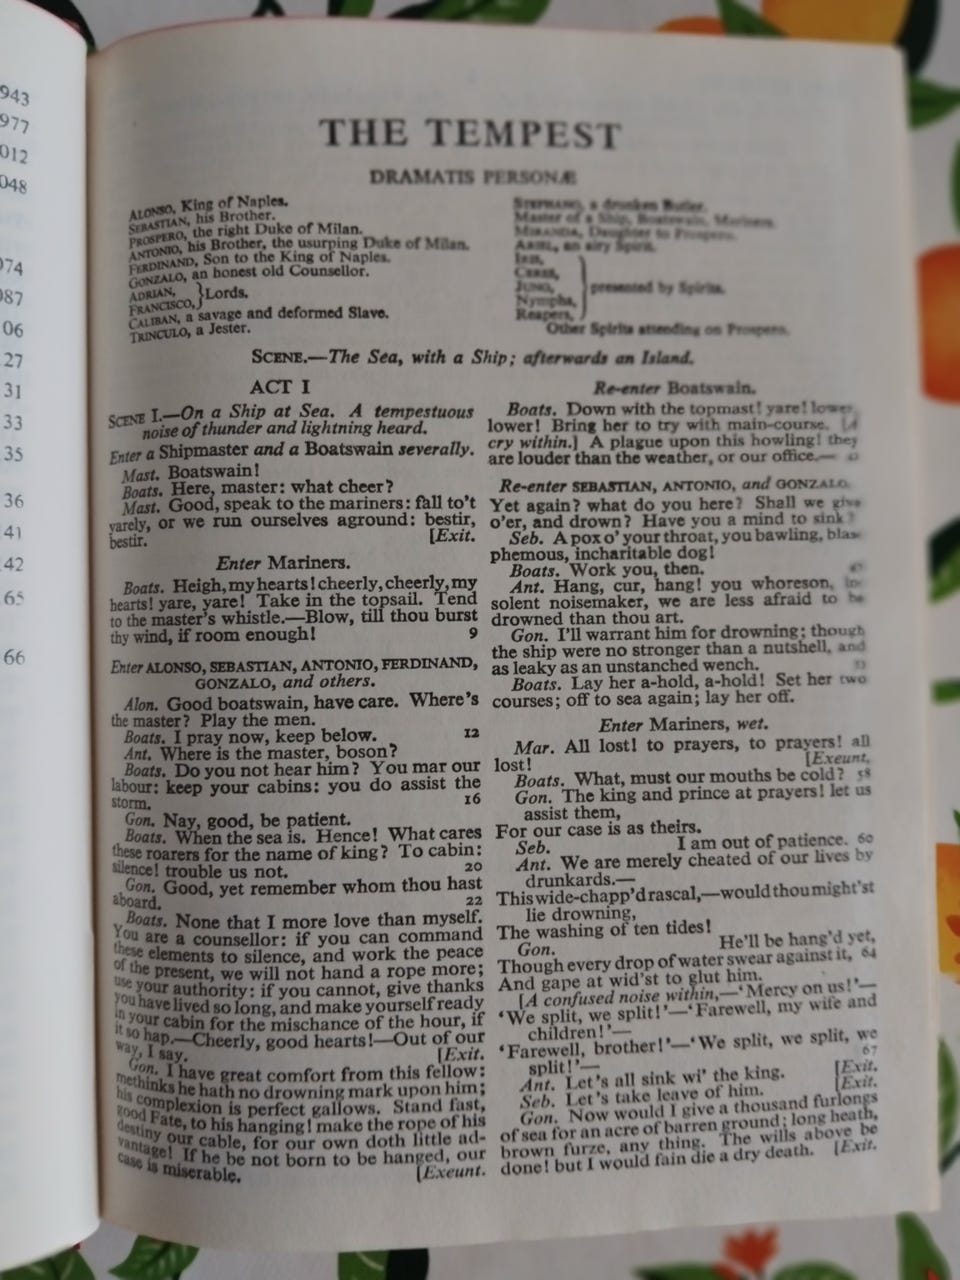 943
977
012
048
074
087
06
27
31
33
35
36
41
42
65
66
THE TEMPEST
DRAMATIS PERSONÆ
ALONSO, King of Naples.
SEBASTIAN, his Brother.
PROSPERO, the right Duke of Milan.
ANTONIO, his Brother, the usurping Duke of Milan.
FERDINAND, Son to the King of Naples.
GONZALO, an honest old Counsellor.
ADRIAN,
FRANCISCO, } Lords.
CALIBAN, a savage and deformed Slave.
TRINCULO, a Jester.
STEPHANO, a drunken Butler.
Master of a Ship, Boatswain, Mariners.
MIRANDA, Daughter to Prospero.
ARIEL, an airy Spirit.
IRIS,
CERES,
JUNO, } presented by Spirits.
Nymphs,
Reapers,
Other Spirits attending on Prospero.
SCENE.—The Sea, with a Ship; afterwards an Island.
ACT I
SCENE I.—On a Ship at Sea. A tempestuous
noise of thunder and lightning heard.
Enter a Shipmaster and a Boatswain severally.
Mast. Boatswain!
Boats. Here, master: what cheer?
Mast. Good, speak to the mariners: fall to't
yarely, or we run ourselves aground: bestir,
bestir. [Exit.
Enter Mariners.
Boats. Heigh, my hearts! cheerly, cheerly, my
hearts! yare, yare! Take in the topsail. Tend
to the master's whistle.—Blow, till thou burst
thy wind, if room enough! 9
Enter ALONSO, SEBASTIAN, ANTONIO, FERDINAND,
GONZALO, and others.
Alon. Good boatswain, have care. Where's
the master? Play the men.
Boats. I pray now, keep below. 12
Ant. Where is the master, boson?
Boats. Do you not hear him? You mar our
labour: keep your cabins: you do assist the
storm. 16
Gon. Nay, good, be patient.
Boats. When the sea is. Hence! What cares
these roarers for the name of king? To cabin:
silence! trouble us not. 20
Gon. Good, yet remember whom thou hast
aboard. 22
Boats. None that I more love than myself.
You are a counsellor: if you can command
these elements to silence, and work the peace
of the present, we will not hand a rope more;
use your authority: if you cannot, give thanks
you have lived so long, and make yourself ready
in your cabin for the mischance of the hour, if
it so hap.—Cheerly, good hearts!—Out of our
way, I say. [Exit.
Gon. I have great comfort from this fellow:
methinks he hath no drowning mark upon him;
his complexion is perfect gallows. Stand fast,
good Fate, to his hanging! make the rope of his
destiny our cable, for our own doth little ad-
vantage! If he be not born to be hanged, our
case is miserable. [Exeunt.
Re-enter Boatswain.
Boats. Down with the topmast! yare! lower,
lower! Bring her to try with main-course. [A
cry within.] A plague upon this howling! they
are louder than the weather, or our office.—
Re-enter SEBASTIAN, ANTONIO, and GONZALO.
Yet again? what do you here? Shall we give
o'er, and drown? Have you a mind to sink?
Seb. A pox o' your throat, you bawling, blas-
phemous, incharitable dog!
Boats. Work you, then.
Ant. Hang, cur, hang! you whoreson, in-
solent noisemaker, we are less afraid to be
drowned than thou art.
Gon. I'll warrant him for drowning; though
the ship were no stronger than a nutshell, and
as leaky as an unstanched wench.
Boats. Lay her a-hold, a-hold! Set her two
courses; off to sea again; lay her off.
Enter Mariners, wet.
Mar. All lost! to prayers, to prayers! all
lost! [Exeunt.
Boats. What, must our mouths be cold? 58
Gon. The king and prince at prayers! let us
assist them,
For our case is as theirs.
Seb. I am out of patience. 60
Ant. We are merely cheated of our lives by
drunkards.—
This wide-chapp'd rascal,—would thou might'st
lie drowning,
The washing of ten tides!
Gon. He'll be hang'd yet,
Though every drop of water swear against it, 64
And gape at wid'st to glut him.
[A confused noise within,—'Mercy on us!'—
'We split, we split!'—'Farewell, my wife and
children!'—
'Farewell, brother!'—'We split, we split, we
split!'— 67
Ant. Let's all sink wi' the king. [Exit.
Seb. Let's take leave of him. [Exit.
Gon. Now would I give a thousand furlongs
of sea for an acre of barren ground; long heath,
brown furze, any thing. The wills above be
done! but I would fain die a dry death. [Exit.